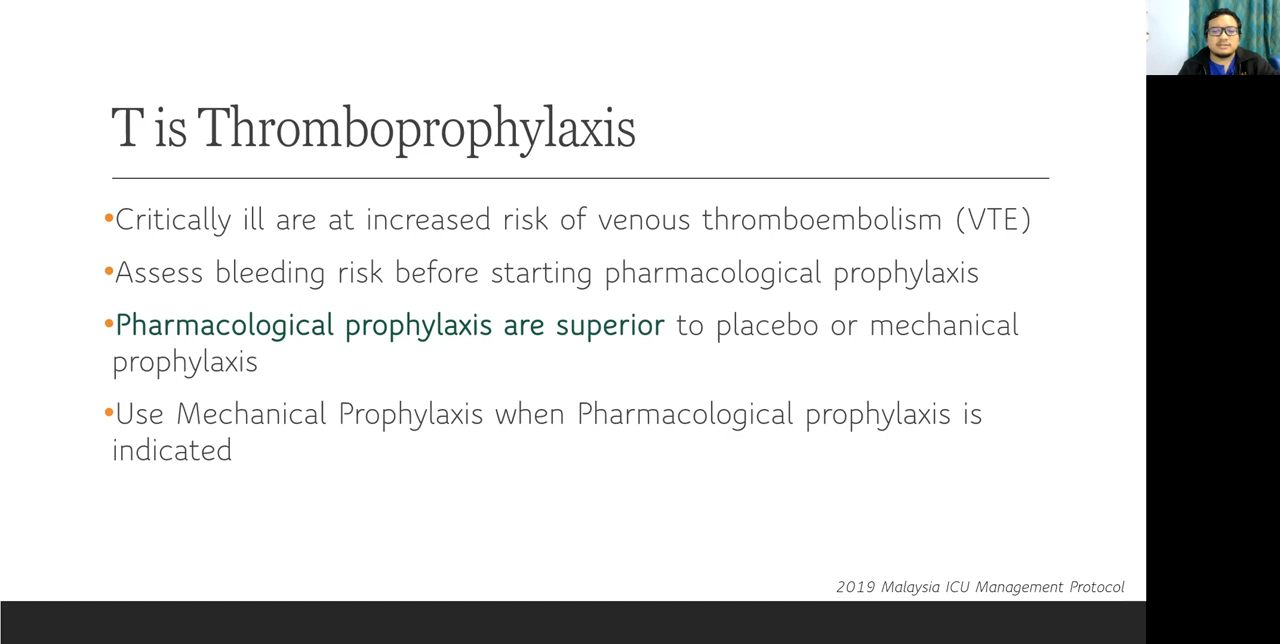 T is Thromboprophylaxis
•Critically ill are at increased risk of venous thromboembolism (VTE)
•Assess bleeding risk before starting pharmacological prophylaxis
•Pharmacological prophylaxis are superior to placebo or mechanical
prophylaxis
•Use Mechanical Prophylaxis when Pharmacological prophylaxis is
indicated
2019 Malaysia ICU Management Protocol